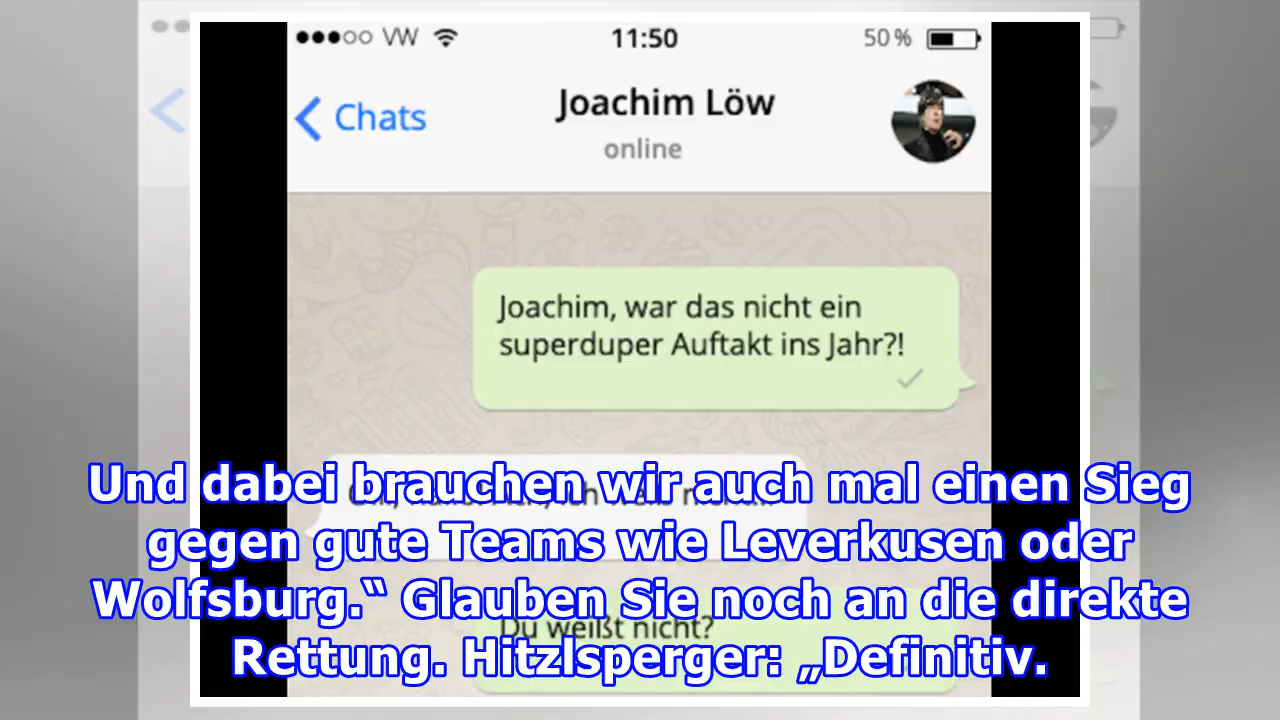 VW
11:50
50 %
Chats
Joachim Löw
online
Joachim, war das nicht ein
superduper Auftakt ins Jahr?!
Und dabei brauchen wir auch mal einen Sieg
gegen gute Teams wie Leverkusen oder
Wolfsburg.“ Glauben Sie noch an die direkte
Du weißt nicht?
Rettung. Hitzlsperger: „Definitiv.